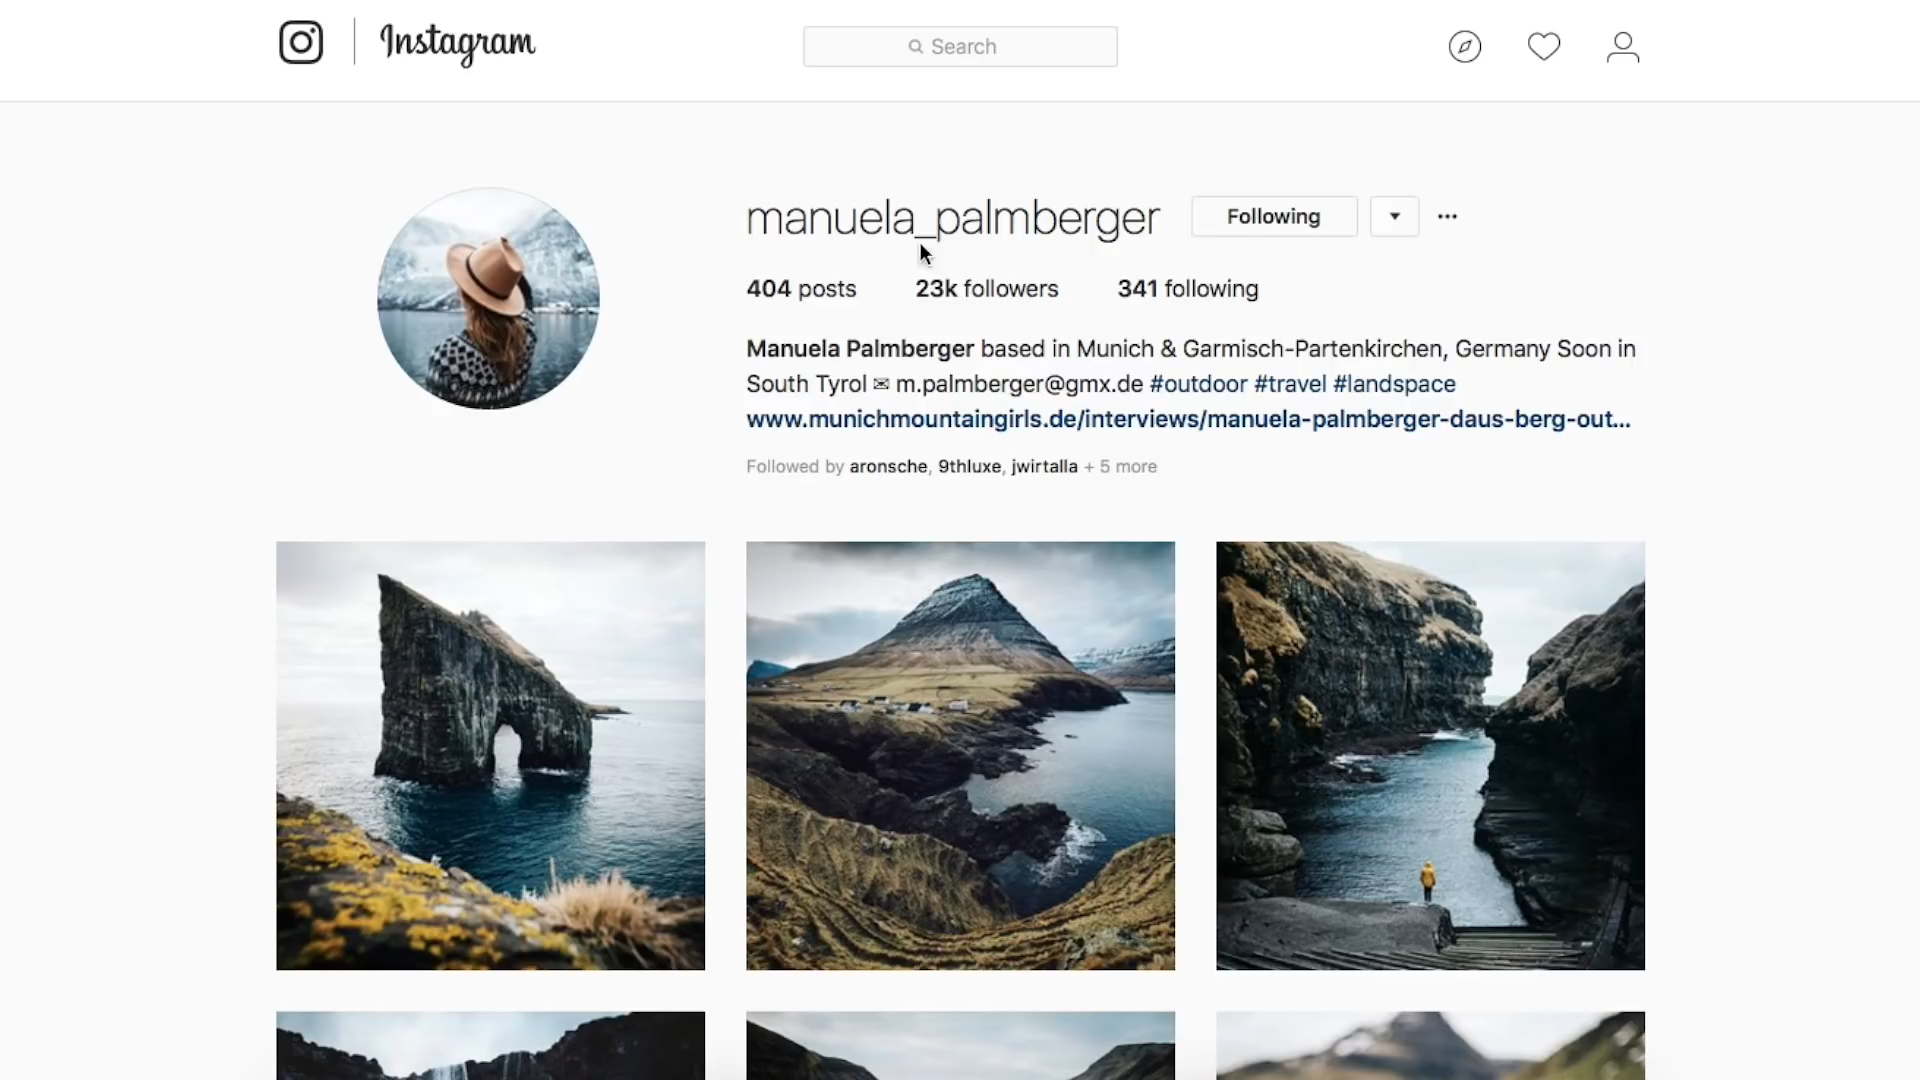 Instagram
Search
manuela_palmberger Following
404 posts 23k followers 341 following
Manuela Palmberger based in Munich & Garmisch-Partenkirchen, Germany Soon in
South Tyrol ✉ m.palmberger@gmx.de #outdoor #travel #landspace
www.munichmountaingirls.de/interviews/manuela-palmberger-daus-berg-out...
Followed by aronsche, 9thluxe, jwirtalla + 5 more